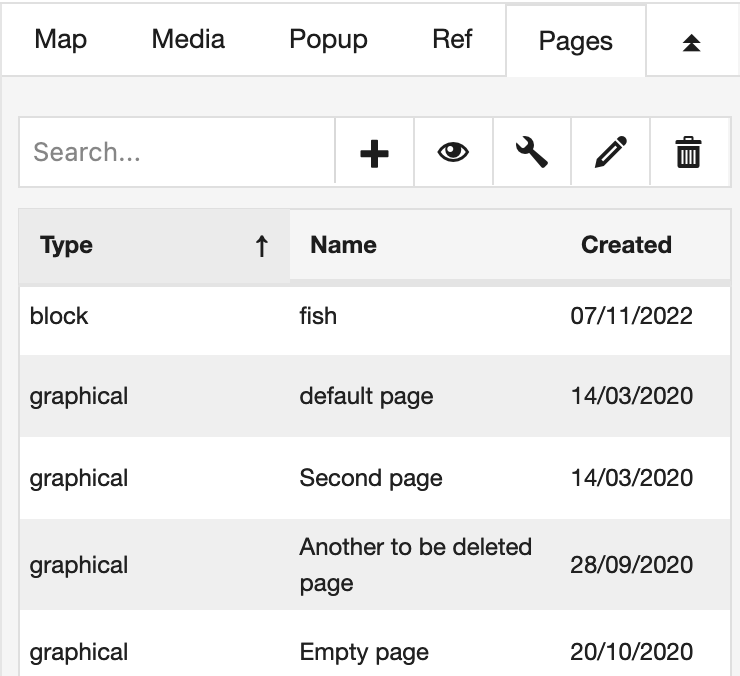 Map Media Popup Ref Pages
Search...
Type ↑ Name Created
block fish 07/11/2022
graphical default page 14/03/2020
graphical Second page 14/03/2020
graphical Another to be deleted page 28/09/2020
graphical Empty page 20/10/2020